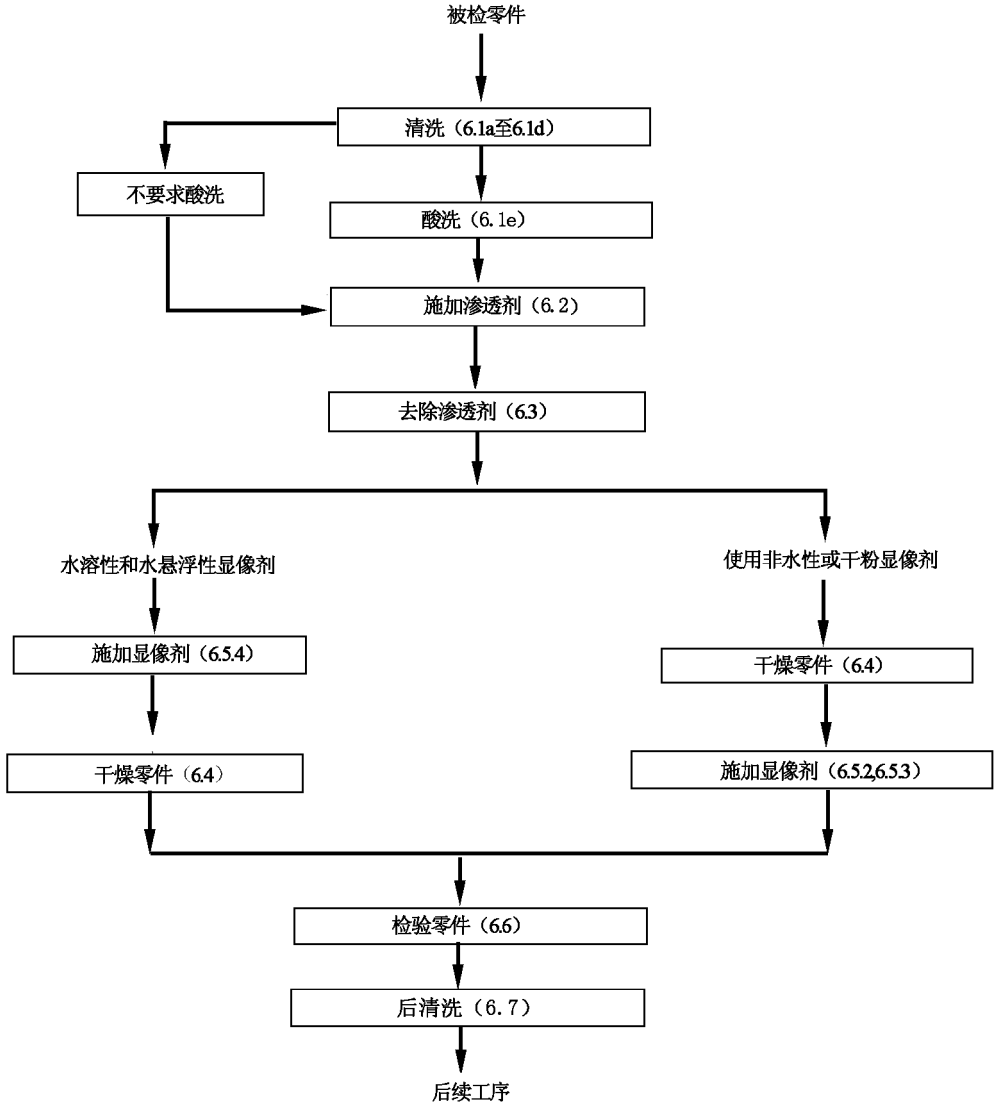 被检零件
清洗（6.1a至6.1d）
不要求酸洗
酸洗（6.1e）
施加渗透剂（6.2）
去除渗透剂（6.3）
水溶性和水悬浮性显像剂
使用非水性或干粉显像剂
施加显像剂（6.5.4）
干燥零件（6.4）
干燥零件（6.4）
施加显像剂（6.5.2,6.5.3）
检验零件（6.6）
后清洗（6.7）
后续工序